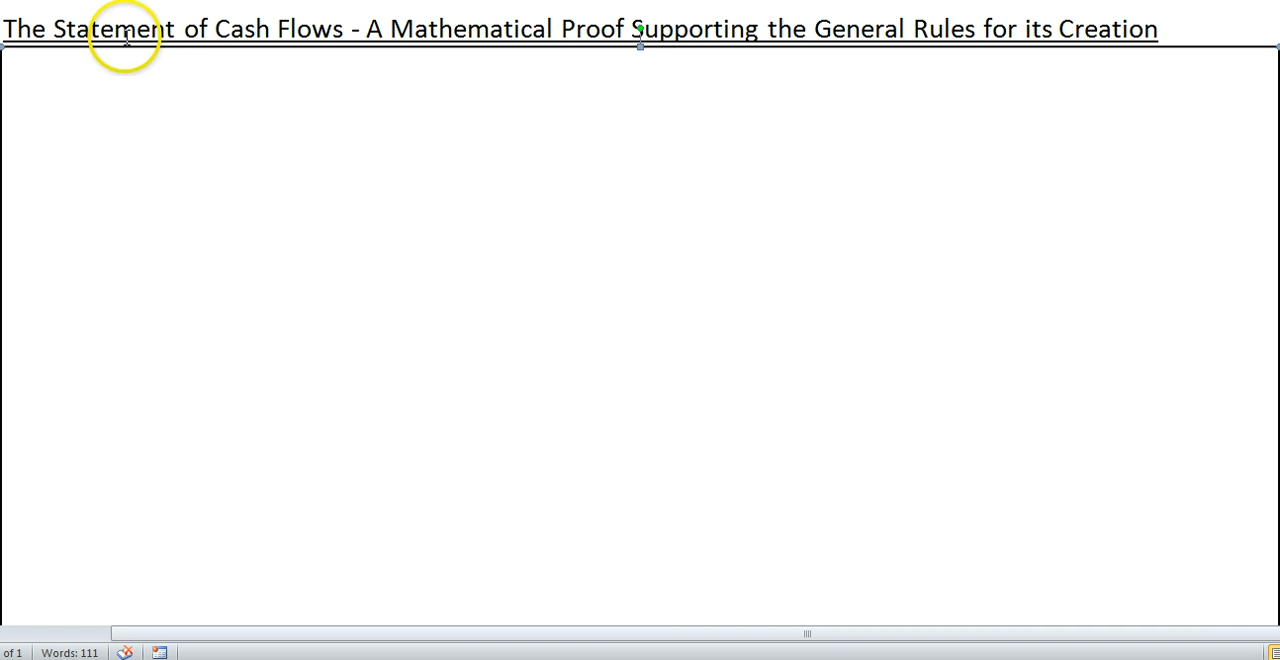 The Statement of Cash Flows - A Mathematical Proof Supporting the General Rules for its Creation
of 1 Words: 111